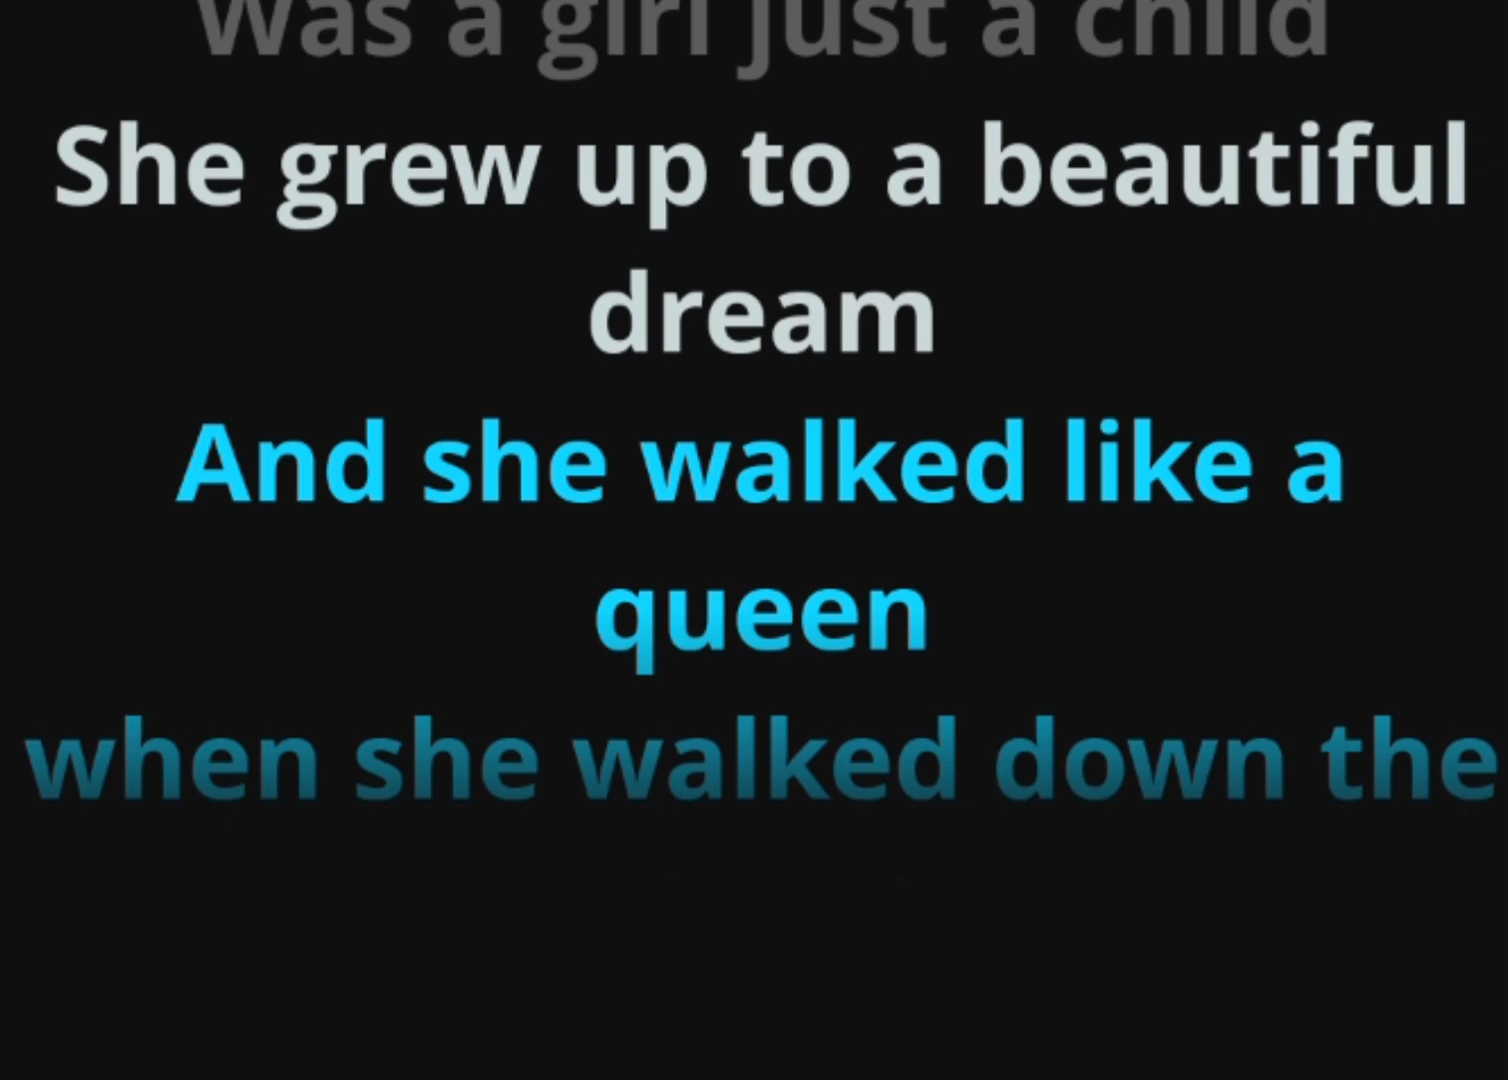 was a girl just a child
She grew up to a beautiful
dream
And she walked like a
queen
when she walked down the